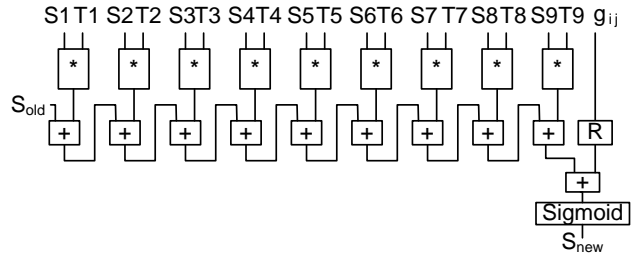 S1 T1 S2 T2 S3 T3 S4 T4 S5 T5 S6 T6 S7 T7 S8 T8 S9 T9 gij
* * * * * * * * *
Sold
+ + + + + + + + + R
+
Sigmoid
Snew